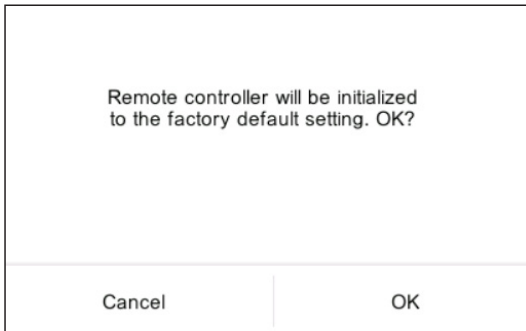 Remote controller will be initialized
to the factory default setting. OK?
Cancel
OK